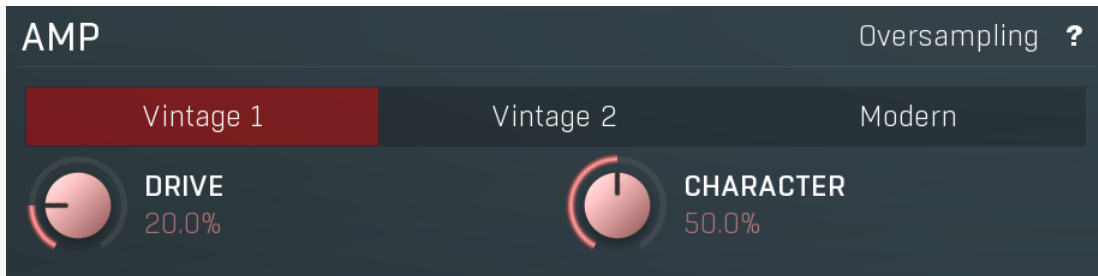 AMP Oversampling ?
Vintage 1 Vintage 2 Modern
DRIVE CHARACTER
20.0% 50.0%